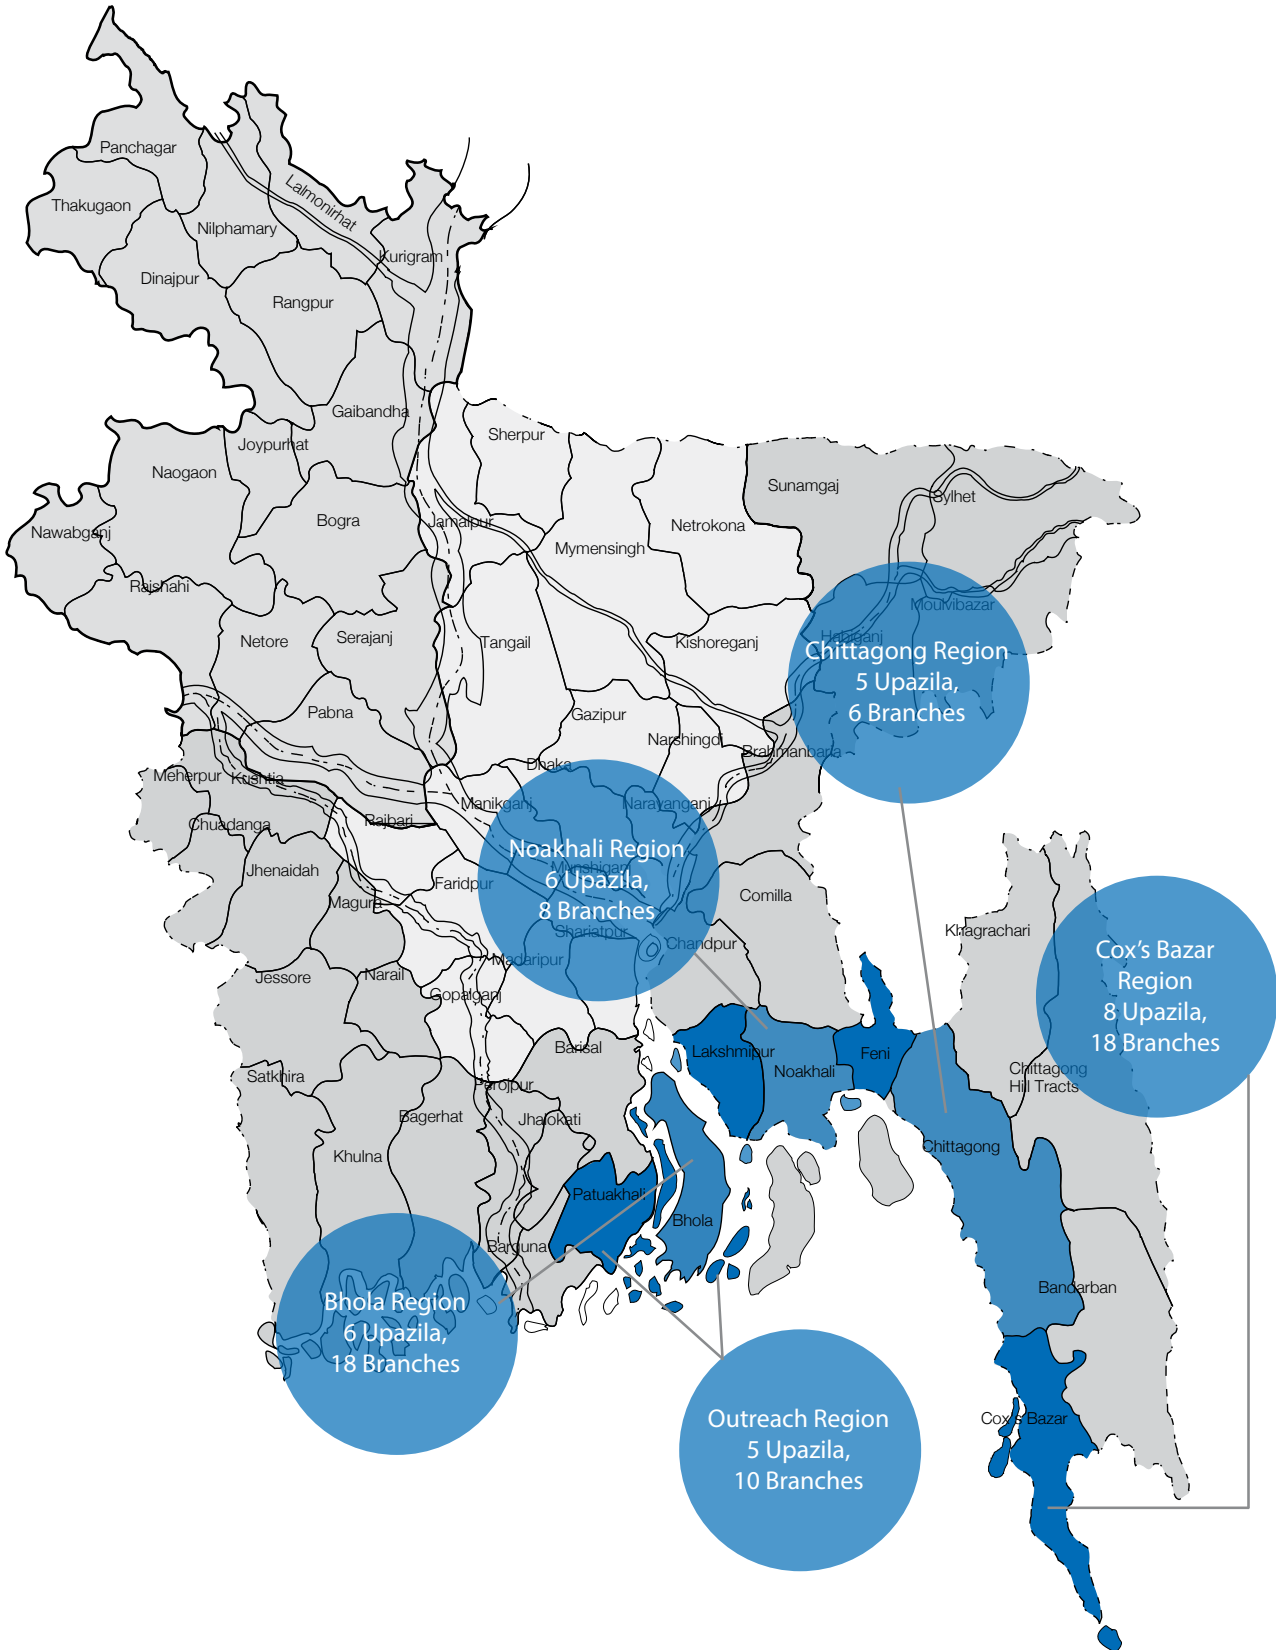 Panchagar
Thakugaon
Lalmonirhat
Nilphamary
Kurigram
Dinajpur
Rangpur
Gaibandha
Sherpur
Joypurhat
Naogaon
Sunamgaj
Sylhet
Bogra
Jamalpur
Netrokona
Nawabganj
Mymensingh
Rajshahi
Moulvibazar
Netore
Serajanj
Tangail
Kishoreganj
Habiganj
Chittagong Region
5 Upazila,
6 Branches
Pabna
Gazipur
Narshingdi
Brahmanbaria
Dhaka
Meherpur
Kushtia
Manikganj
Narayanganj
Rajbari
Chuadanga
Noakhali Region
6 Upazila,
8 Branches
Munshiganj
Jhenaidah
Faridpur
Magura
Comilla
Shariatpur
Khagrachari
Chandpur
Cox's Bazar
Region
8 Upazila,
18 Branches
Madaripur
Jessore
Narail
Gopalganj
Barisal
Lakshmipur
Feni
Noakhali
Chittagong
Hill Tracts
Satkhira
Perojpur
Bagerhat
Jhalokati
Khulna
Chittagong
Patuakhali
Bhola
Barguna
Bandarban
Bhola Region
6 Upazila,
18 Branches
Outreach Region
5 Upazila,
10 Branches
Cox's Bazar